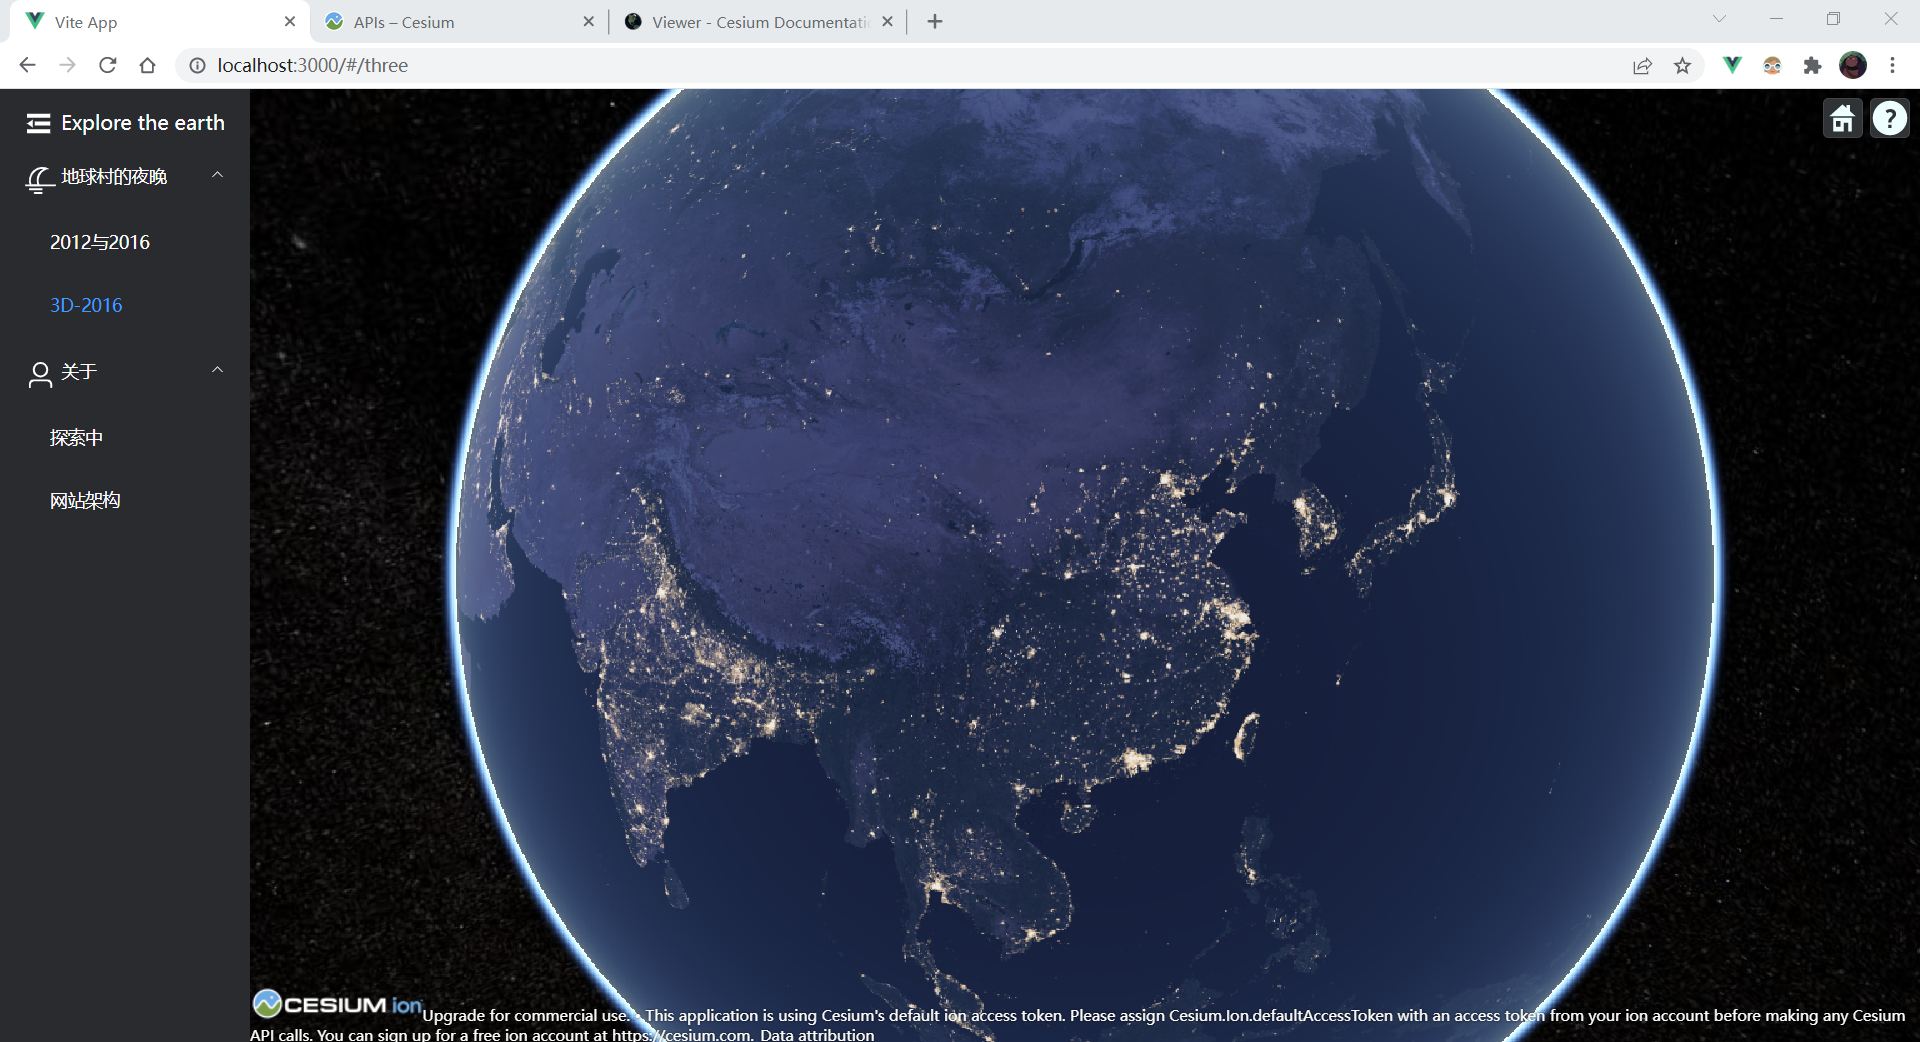 Vite App
APIs – Cesium
Viewer - Cesium Documentati
localhost:3000/#/three
Explore the earth
地球村的夜晚
2012与2016
3D-2016
关于
探索中
网站架构
CESIUM ion Upgrade for commercial use. • This application is using Cesium's default ion access token. Please assign Cesium.Ion.defaultAccessToken with an access token from your ion account before making any Cesium
API calls. You can sign up for a free ion account at https://cesium.com. Data attribution